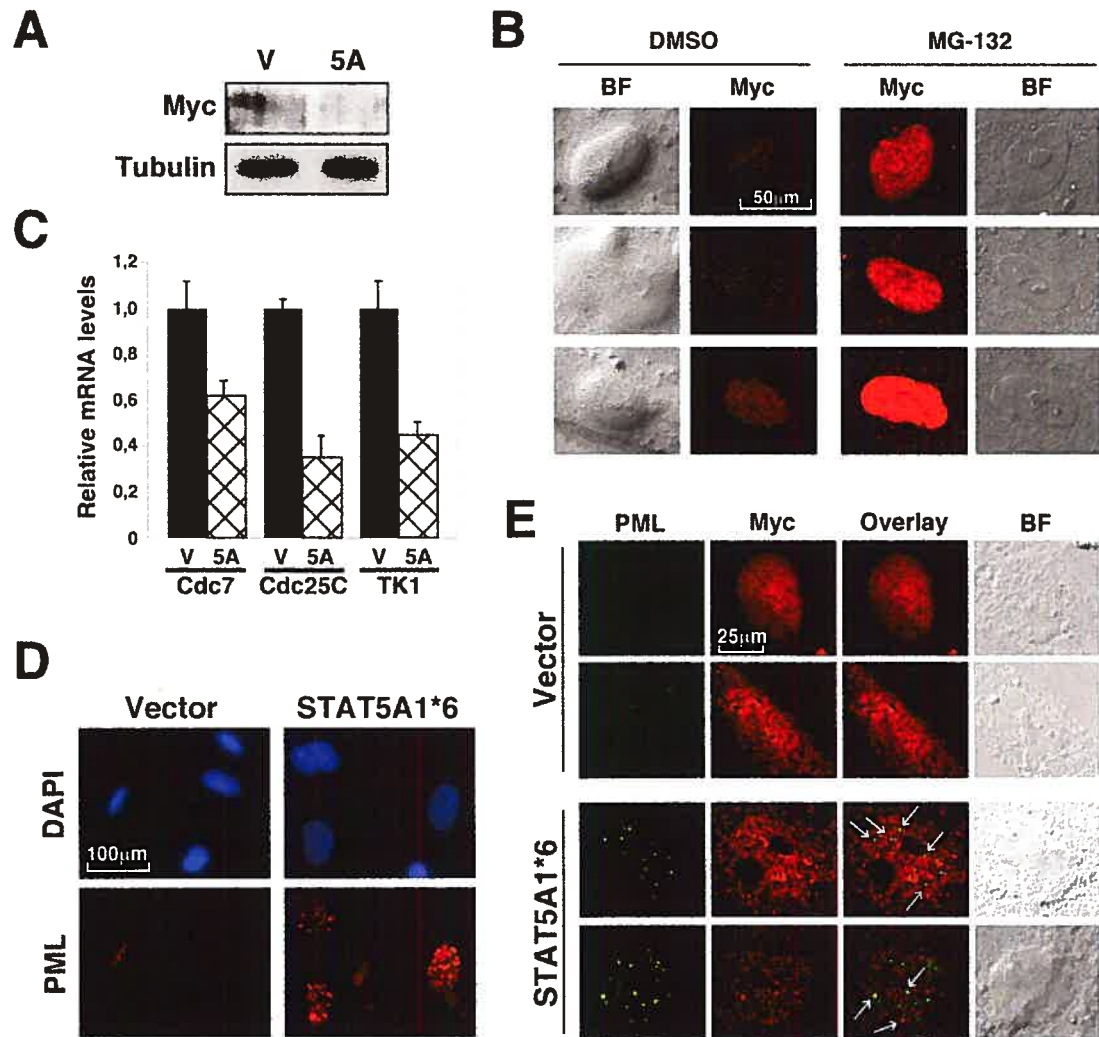 A
V 5A
Myc
Tubulin
B
DMSO MG-132
BF Myc Myc BF
50µm
C
Relative mRNA levels
1,2
1,0
0,8
0,6
0,4
0,2
0
V 5A V 5A V 5A
Cdc7 Cdc25C TK1
D
Vector STAT5A1*6
DAPI
100µm
PML
E
PML Myc Overlay BF
Vector
25µm
STAT5A1*6